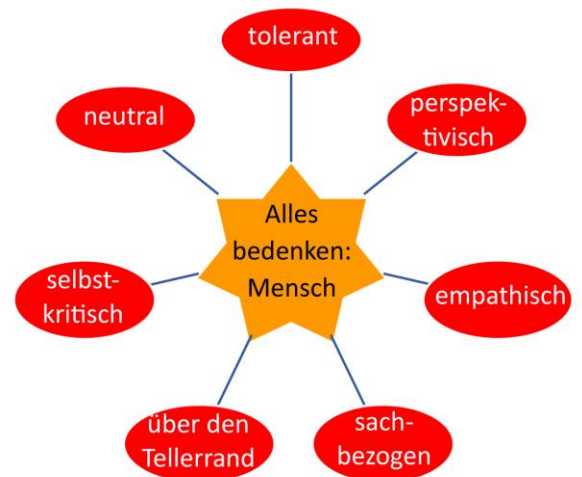 tolerant
perspek-
tivisch
empathisch
sach-
bezogen
über den
Tellerrand
selbst-
kritisch
neutral
Alles
bedenken:
Mensch